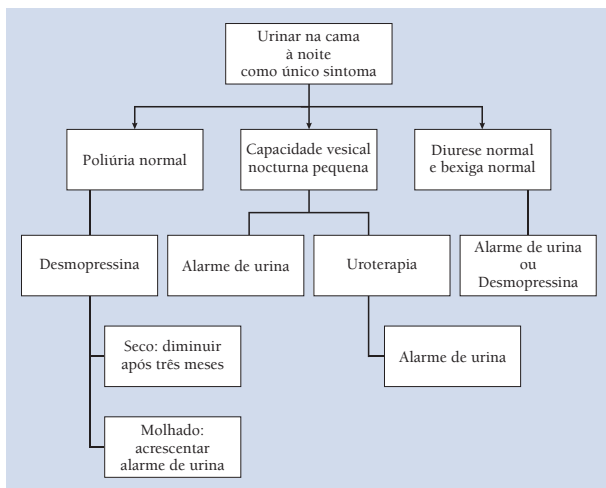 Urinar na cama
à noite
como único sintoma
Poliúria normal
Capacidade vesical
nocturna pequena
Diurese normal
e bexiga normal
Desmopressina
Alarme de urina
Uroterapia
Alarme de urina
ou
Desmopressina
Seco: diminuir
após três meses
Alarme de urina
Molhado:
acrescentar
alarme de urina